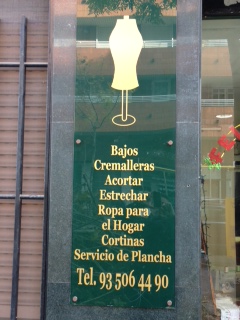 Bajos
Cremalleras
Acortar
Estrechar
Ropa para
el Hogar
Cortinas
Servicio de Plancha
Tel. 93 506 44 90